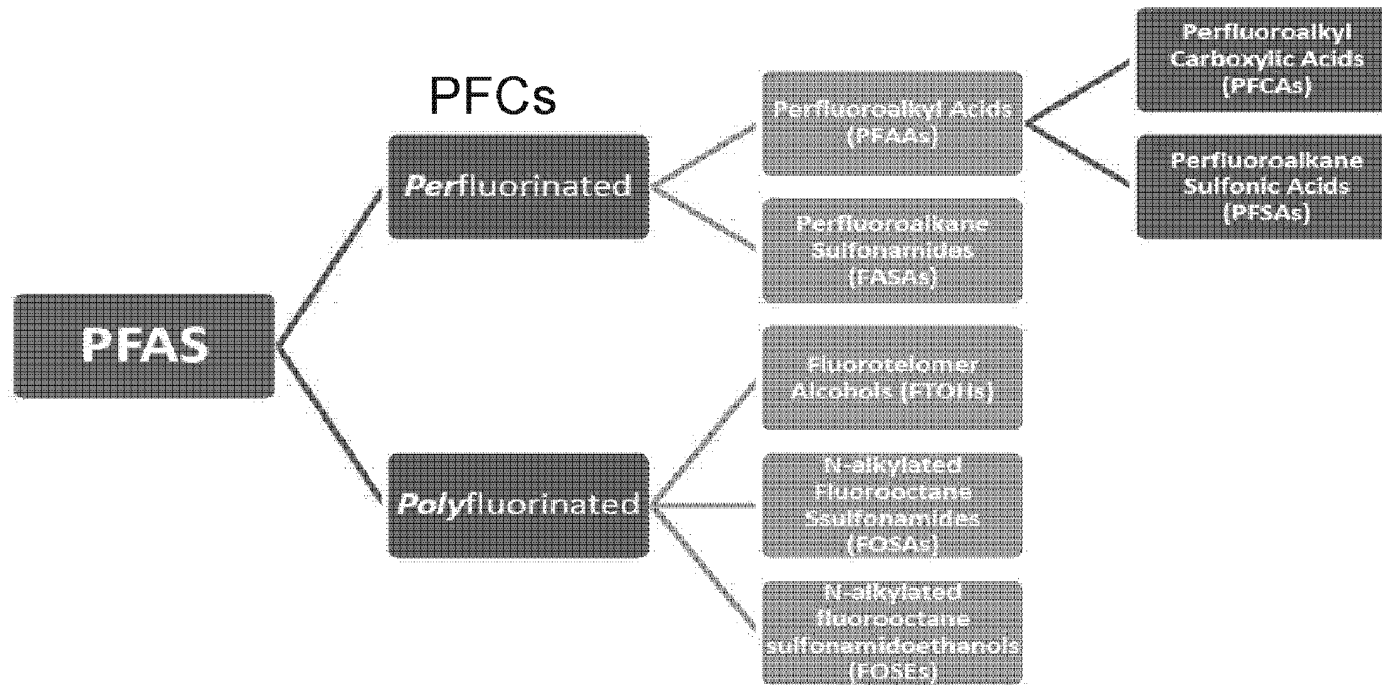 PFCs
PFAS
Perfluorinated
Polyfluorinated
Perfluoroalkyl Acids
(PFAAs)
Perfluoroalkane
Sulfonamides
(FASAs)
Fluorotelomer
Alcohols (FTOHs)
N-alkylated
Fluorooctane
Ssulfonamides
(FOSAs)
N-alkylated
fluorooctane
sulfonamidoethanols
(FOSEs)
Perfluoroalkyl
Carboxylic Acids
(PFCAs)
Perfluoroalkane
Sulfonic Acids
(PFSAs)